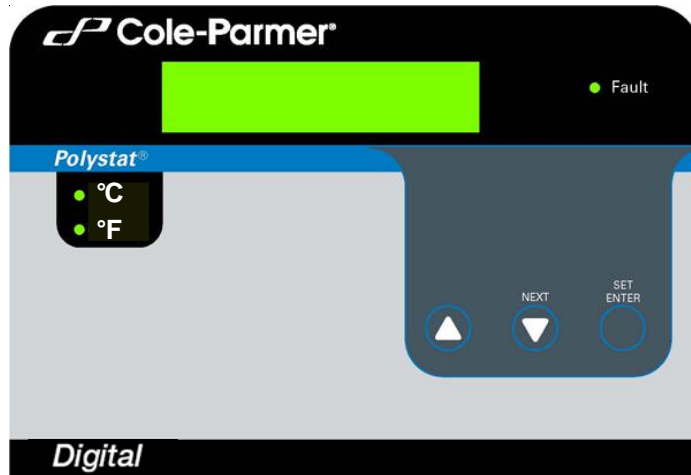 Cole-Parmer®
Fault
Polystat®
°C
°F
NEXT
SET
ENTER
Digital